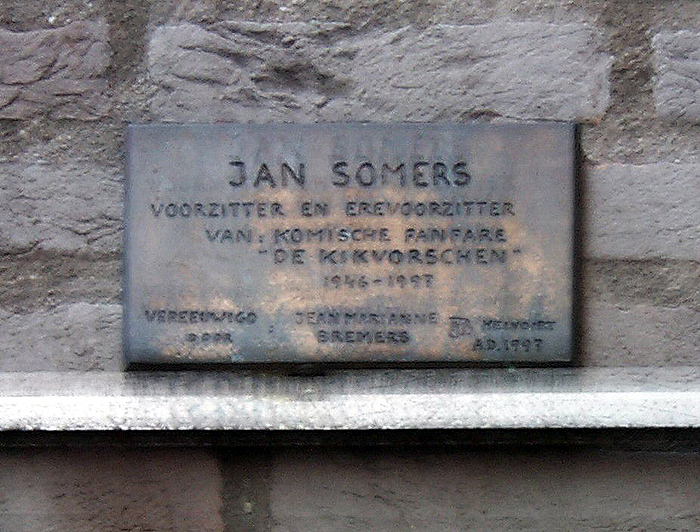 JAN SOMERS
VOORZITTER EN EREVOORZITTER
VAN: KOMISCHE FANFARE
"DE KIKVORSCHEN"
1946-1997
VEREEUWIGD DOOR : JEAN MARIANNE BREMERS
HELVOIRT
A.D. 1997